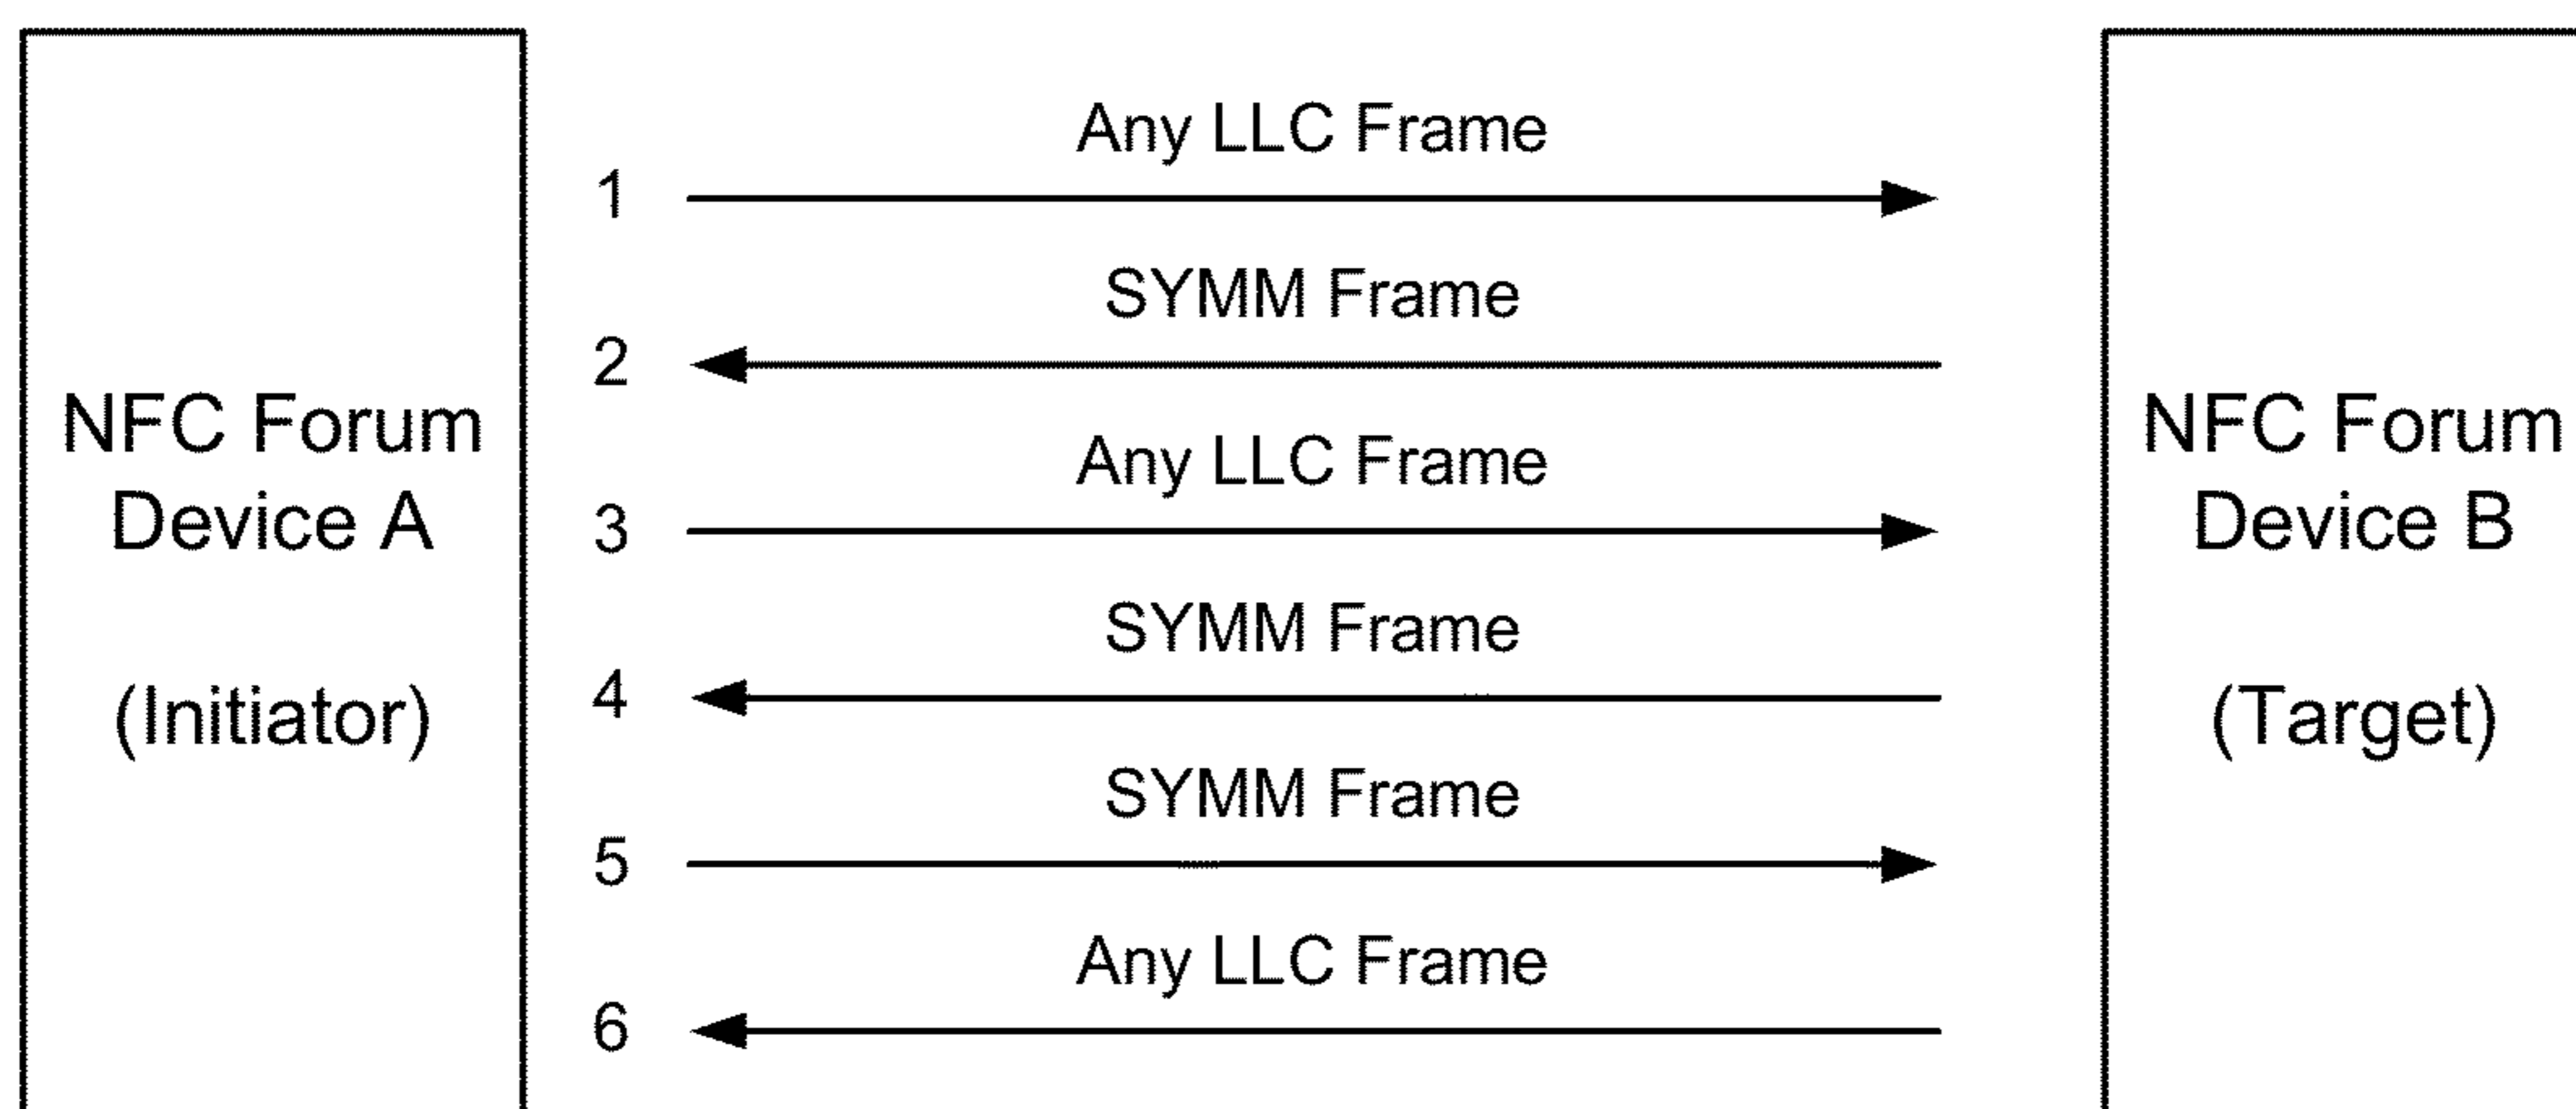 NFC Forum
Device A
(Initiator)
Any LLC Frame
1
SYMM Frame
2
Any LLC Frame
3
SYMM Frame
4
SYMM Frame
5
Any LLC Frame
6
NFC Forum
Device B
(Target)